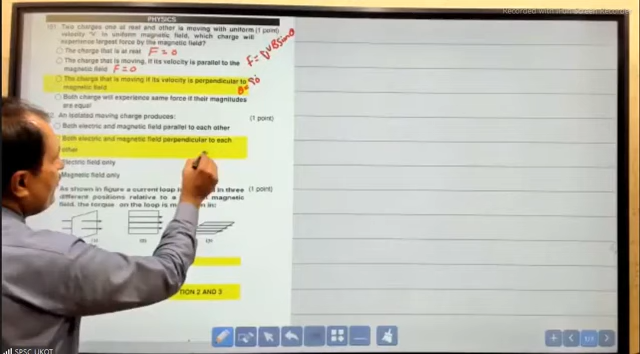 Recorded with iTop Screen Recorder
PHYSICS
Two charges one at rest and other is moving with uniform (1 point)
velocity 'V' in uniform magnetic field, which charge will
experience largest force by the magnetic field?
The charge that is at rest F = 0
The charge that is moving, if its velocity is parallel to the
magnetic field F = 0
F = qVBsinθ
The charge that is moving if its velocity is perpendicular to
magnetic field
Both charge will experience same force if their magnitudes
are equal
An isolated moving charge produces: (1 point)
Both electric and magnetic field parallel to each other
Both electric and magnetic field perpendicular to each
other
Electric field only
Magnetic field only
As shown in figure a current loop is in three (1 point)
different positions relative to a magnetic
field, the torque on the loop is in:
TION 2 AND 3
SPSC UKOT